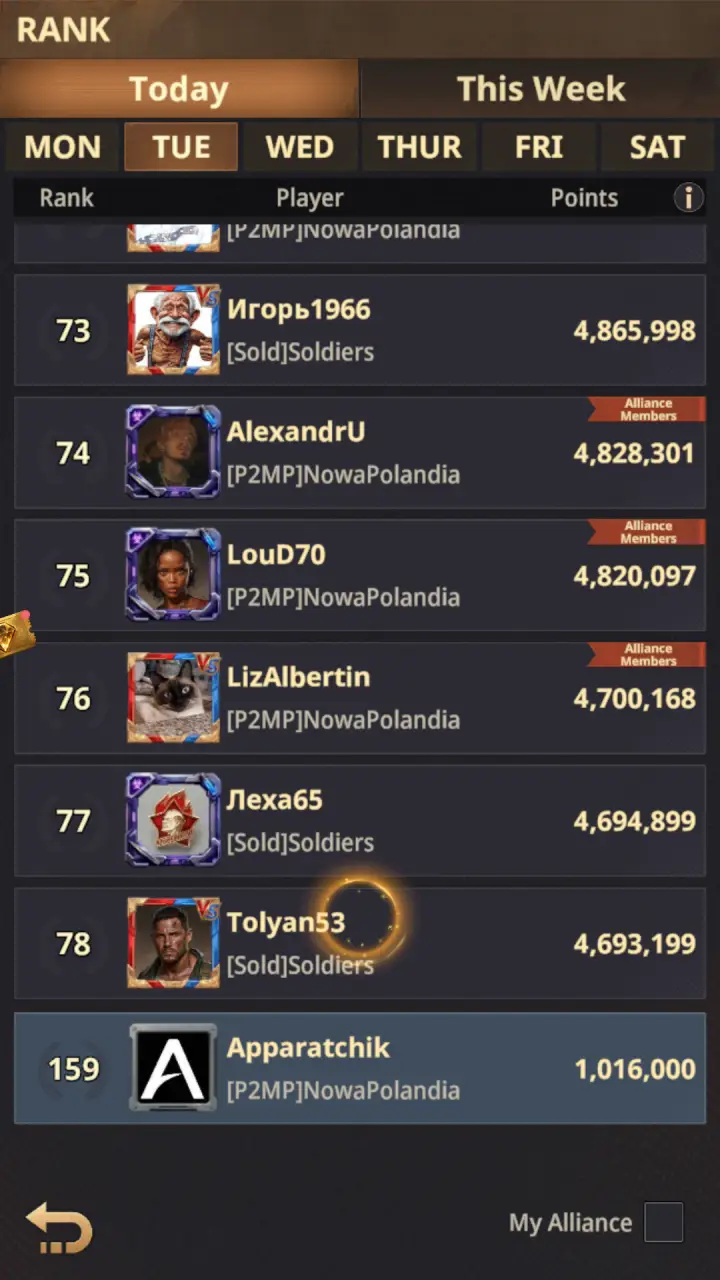 RANK
Today
This Week
MON
TUE
WED
THUR
FRI
SAT
Rank
Player
Points
[P2MP]NowaPolandia
73
Игорь1966
[Sold]Soldiers
4,865,998
Alliance
Members
74
AlexandrU
[P2MP]NowaPolandia
4,828,301
Alliance
Members
75
LouD70
[P2MP]NowaPolandia
4,820,097
Alliance
Members
76
LizAlbertin
[P2MP]NowaPolandia
4,700,168
77
Леха65
[Sold]Soldiers
4,694,899
78
Tolyan53
[Sold]Soldiers
4,693,199
159
Apparatchik
[P2MP]NowaPolandia
1,016,000
My Alliance